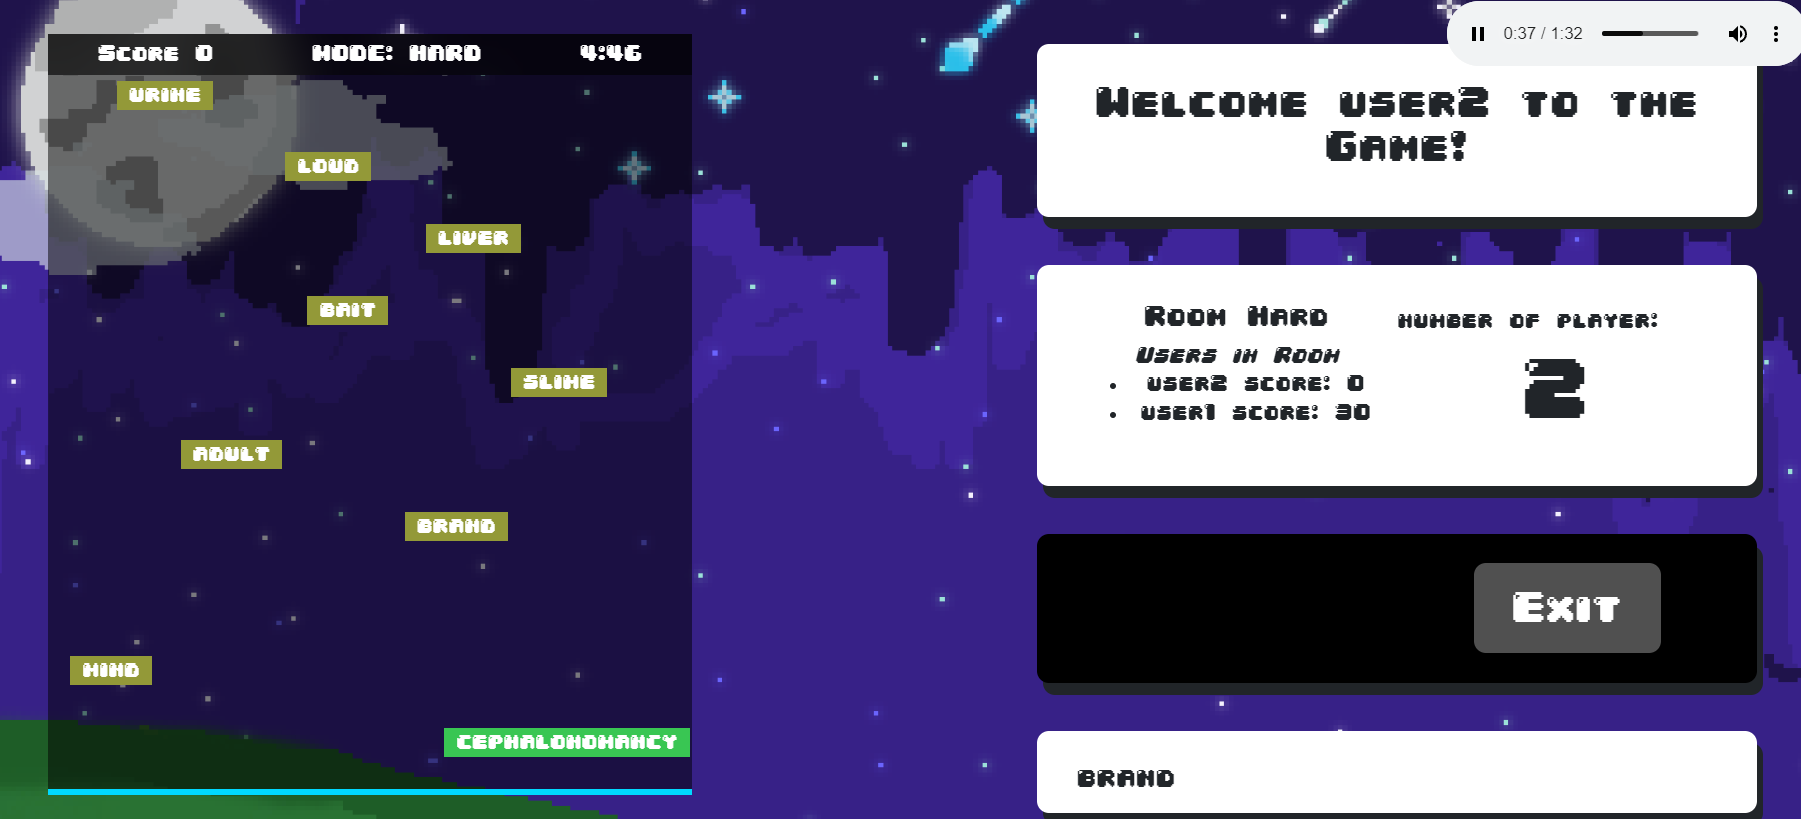 Score 0 MODE: HARD 4:46
URINE
LOUD
LIVER
BAIT
SLIME
ADULT
BRAND
MIND
CEPHALONOMANCY
0:37 / 1:32
Welcome user2 to the
Game!
Room Hard
Users in Room
• user2 score: 0
• user1 score: 30
number of player:
2
Exit
BRAND